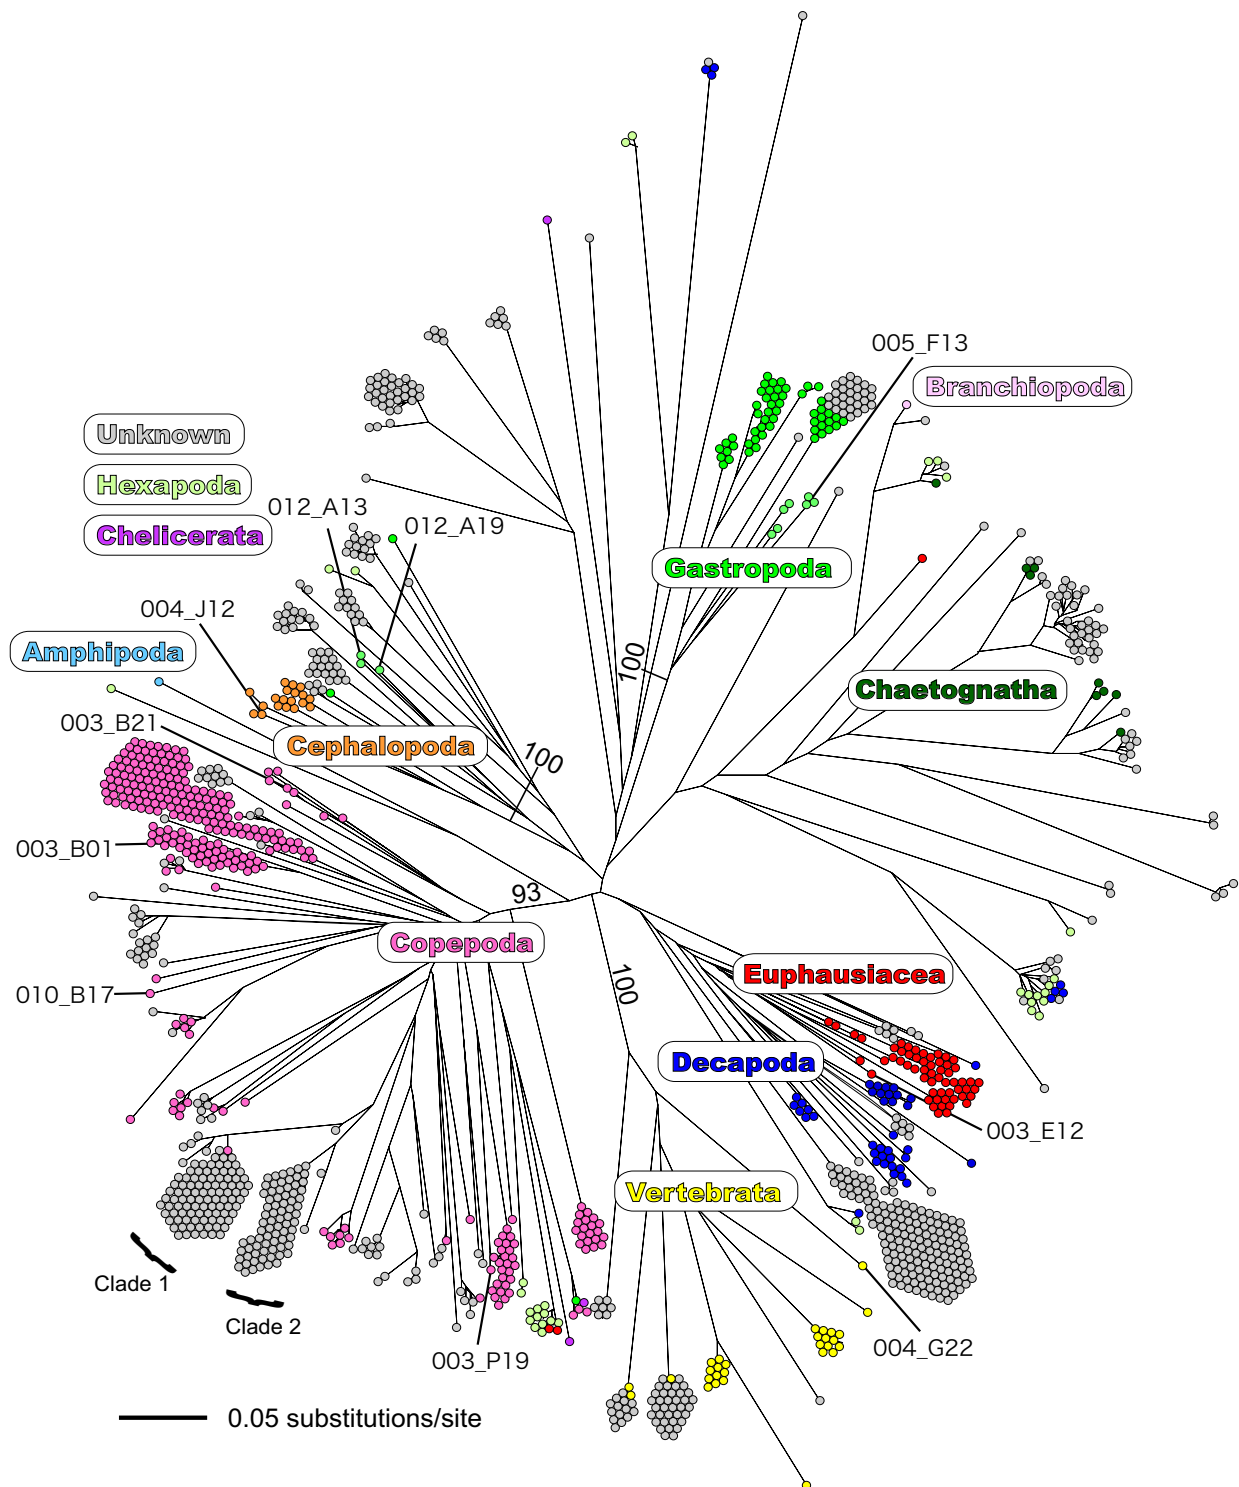 005_F13
Branchiopoda
Unknown
Hexapoda
012_A13
Chelicerata
012_A19
Gastropoda
004_J12
Amphipoda
100
Chaetognatha
003_B21
Cephalopoda
100
003_B01
93
Copepoda
Euphausiacea
100
010_B17
Decapoda
003_E12
Vertebrata
Clade 1
Clade 2
004_G22
003_P19
0.05 substitutions/site